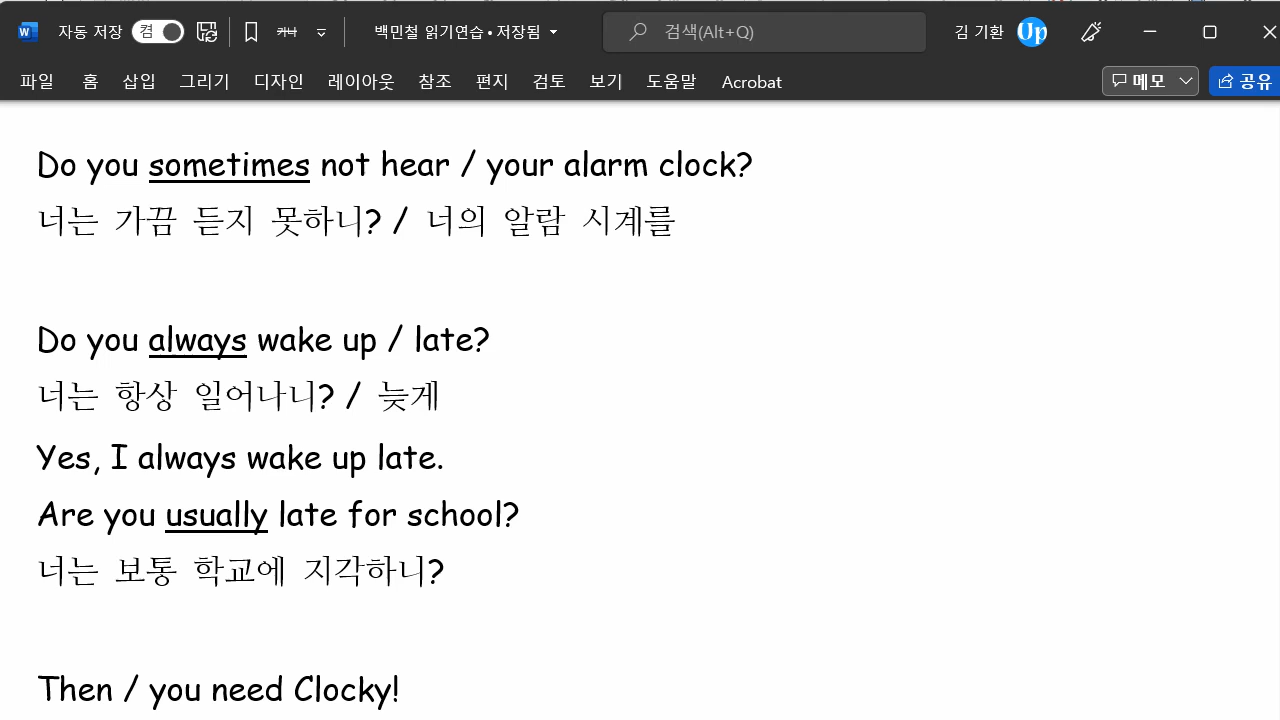 자동 저장 켬 가나 백민철 읽기연습 • 저장됨 검색(Alt+Q) 김 기환 Up
파일 홈 삽입 그리기 디자인 레이아웃 참조 편지 검토 보기 도움말 Acrobat 메모 공유
Do you sometimes not hear / your alarm clock?
너는 가끔 듣지 못하니? / 너의 알람 시계를
Do you always wake up / late?
너는 항상 일어나니? / 늦게
Yes, I always wake up late.
Are you usually late for school?
너는 보통 학교에 지각하니?
Then / you need Clocky!